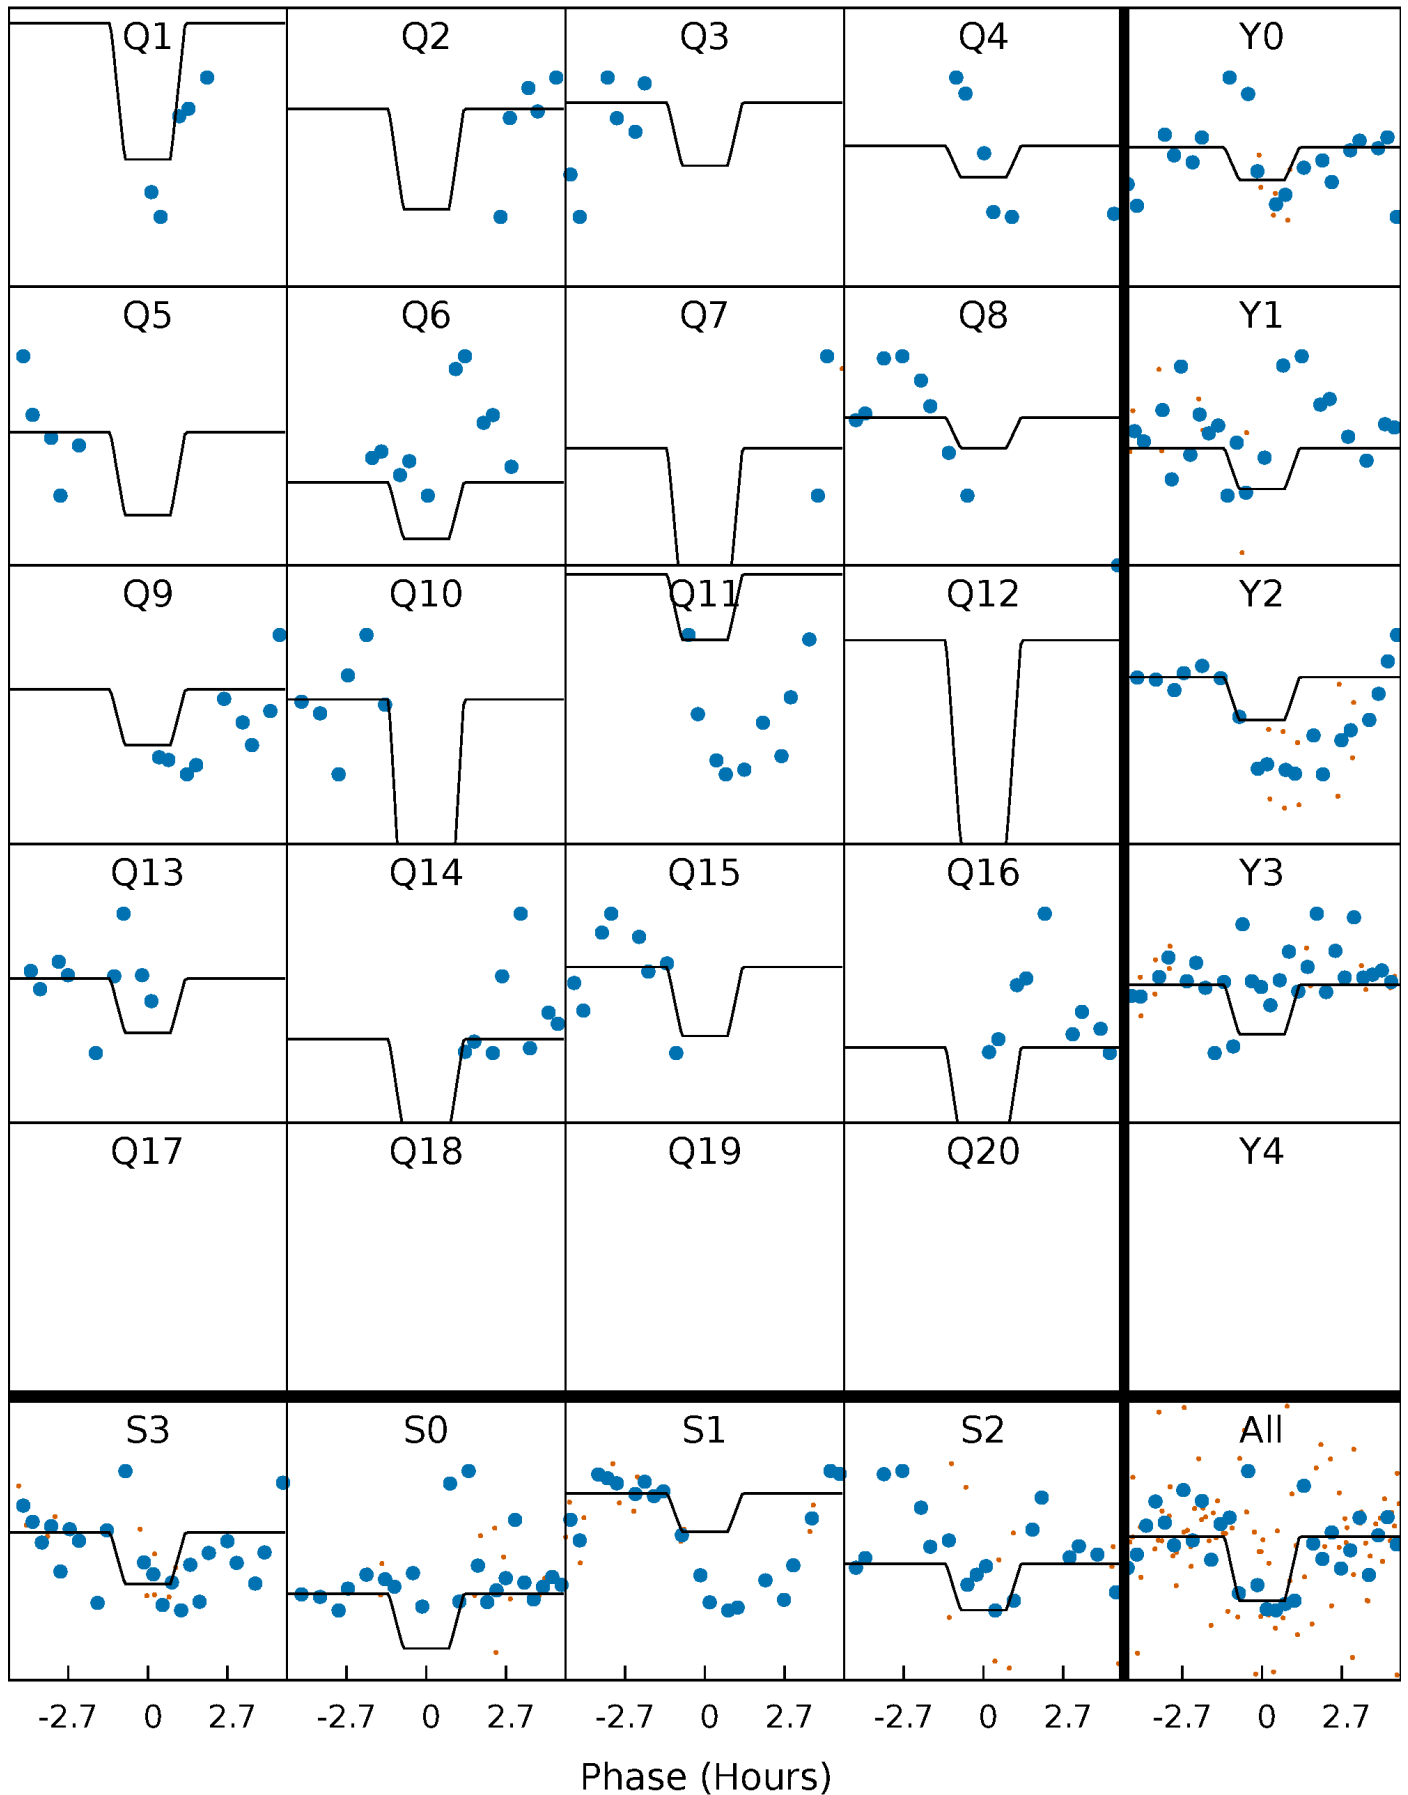 Q1 Q2 Q3 Q4 Y0
Q5 Q6 Q7 Q8 Y1
Q9 Q10 Q11 Q12 Y2
Q13 Q14 Q15 Q16 Y3
Q17 Q18 Q19 Q20 Y4
S3 S0 S1 S2 All
-2.7 0 2.7 -2.7 0 2.7 -2.7 0 2.7 -2.7 0 2.7 -2.7 0 2.7
Phase (Hours)